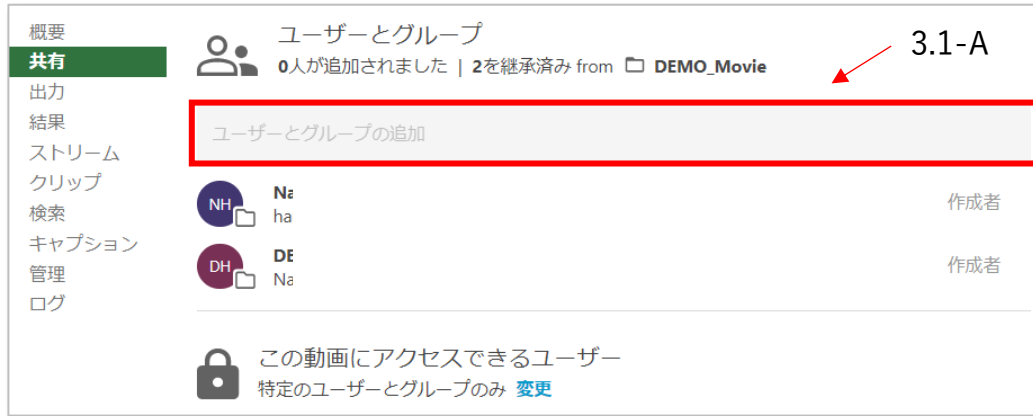 概要
共有
出力
結果
ストリーム
クリップ
検索
キャプション
管理
ログ
ユーザーとグループ
0人が追加されました | 2を継承済み from DEMO_Movie
3.1-A
ユーザーとグループの追加
NH
Na
ha
作成者
DH
DE
Na
作成者
この動画にアクセスできるユーザー
特定のユーザーとグループのみ 変更